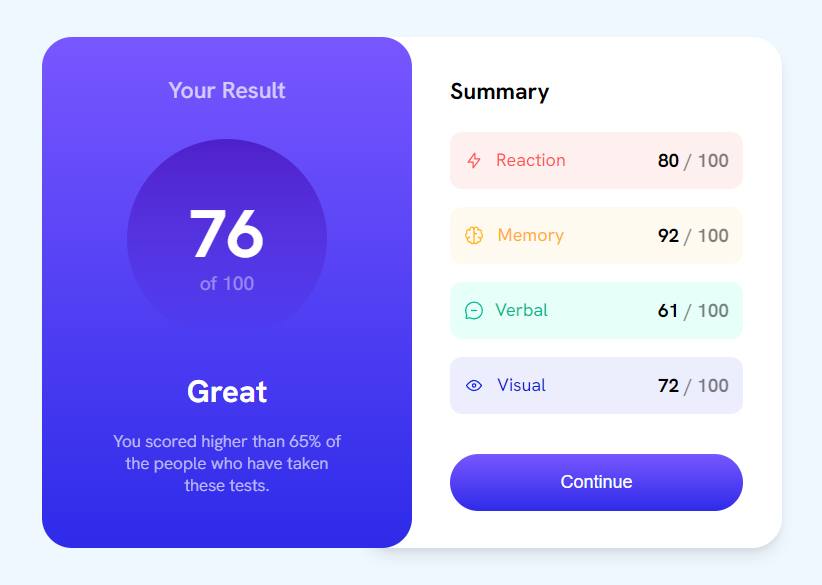 Your Result
76
of 100
Great
You scored higher than 65% of
the people who have taken
these tests.
Summary
Reaction 80 / 100
Memory 92 / 100
Verbal 61 / 100
Visual 72 / 100
Continue